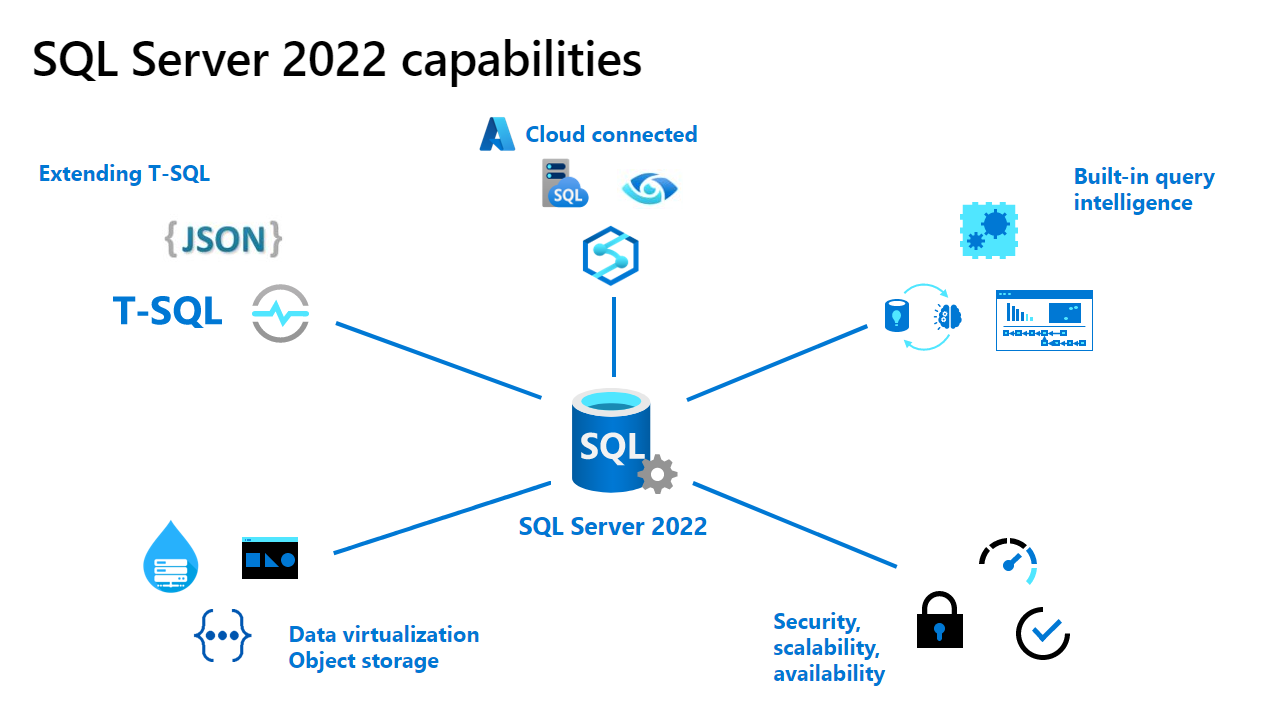 SQL Server 2022 capabilities
Cloud connected
Extending T-SQL
Built-in query
intelligence
SQL
{JSON}
T-SQL
SQL
SQL Server 2022
Data virtualization
Object storage
Security,
scalability,
availability